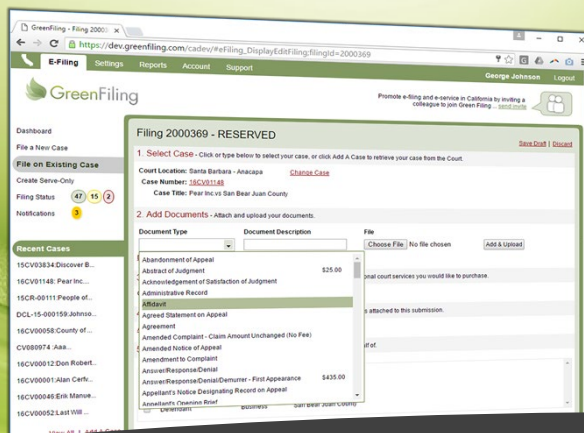 GreenFiling - Filing 20003
https://dev.greenfiling.com/cadev/#eFiling_DisplayEditFiling;filingId=2000369
E-Filing Settings Reports Account Support
George Johnson Logout
GreenFiling
Promote e-filing and e-service in California by inviting a
colleague to join Green Filing ... send invite
Dashboard
File a New Case
File on Existing Case
Create Serve-Only
Filing Status 47 15 2
Notifications 3
Recent Cases
15CV03834:Discover B...
16CV01148: Pear Inc...
15CR-00111:People of...
DCL-15-000159:Johnso...
16CV00058:County of...
CV080974 :Aaa...
16CV00012:Don Robert...
16CV00001:Alan Cerfv...
16CV00046:Erik Manue...
16CV00052:Last Will ...
View All | Add A Case
Filing 2000369 - RESERVED
Save Draft | Discard
1. Select Case - Click or type below to select your case, or click Add A Case to retrieve your case from the Court.
Court Location: Santa Barbara - Anacapa Change Case
Case Number: 16CV01148
Case Title: Pear Inc vs San Bear Juan County
2. Add Documents - Attach and upload your documents.
Document Type Document Description File
Choose File No file chosen Add & Upload
Abandonment of Appeal
Abstract of Judgment $25.00
Acknowledgement of Satisfaction of Judgment
Administrative Record
Affidavit
Agreed Statement on Appeal
Agreement
Amended Complaint - Claim Amount Unchanged (No Fee)
Amended Notice of Appeal
Amendment to Complaint
Answer/Response/Denial
Answer/Response/Denial/Demurrer - First Appearance $435.00
Appellant's Notice Designating Record on Appeal
Appellant's Opening Brief
onal court services you would like to purchase.
s attached to this submission.
alf of.
Defendant Business San Bear Juan County